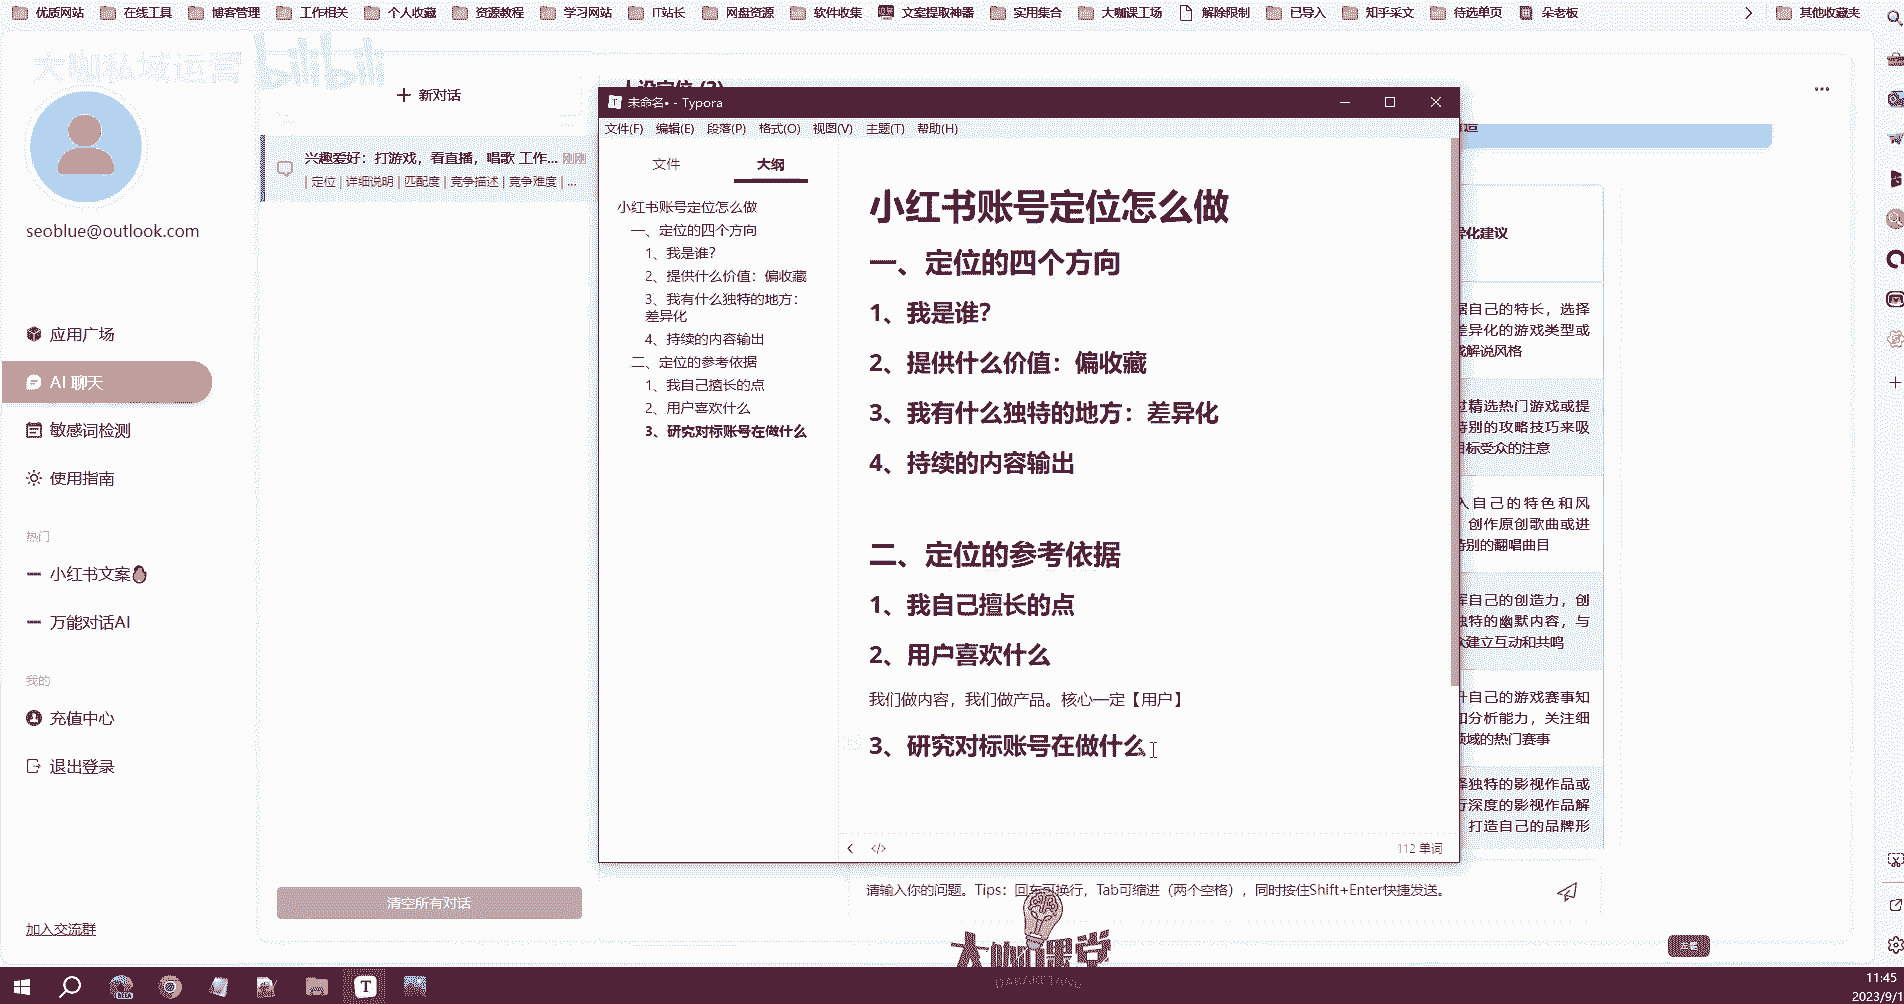 优质网站 在线工具 博客管理 工作相关 个人收藏 资源教程 学习网站 IT站长 网盘资源 软件收集 文案提取神器 实用集合 大咖课工场 解除限制 已导入 知乎采文 待选单页 朵老板 其他收藏夹
大咖私域运营 bilibili
新对话
兴趣爱好：打游戏，看直播，唱歌 工作... 刚刚
| 定位 | 详细说明 | 匹配度 | 竞争描述 | 竞争难度 | ...
seoblue@outlook.com
应用广场
AI 聊天
敏感词检测
使用指南
热门
小红书文案
万能对话AI
我的
充值中心
退出登录
加入交流群
清空所有对话
未命名• - Typora
文件(F) 编辑(E) 段落(P) 格式(O) 视图(V) 主题(T) 帮助(H)
文件 大纲
小红书账号定位怎么做
一、定位的四个方向
1、我是谁？
2、提供什么价值：偏收藏
3、我有什么独特的地方：
差异化
4、持续的内容输出
二、定位的参考依据
1、我自己擅长的点
2、用户喜欢什么
3、研究对标账号在做什么
小红书账号定位怎么做
一、定位的四个方向
1、我是谁？
2、提供什么价值：偏收藏
3、我有什么独特的地方：差异化
4、持续的内容输出
二、定位的参考依据
1、我自己擅长的点
2、用户喜欢什么
我们做内容，我们做产品。核心一定【用户】
3、研究对标账号在做什么
112 单词
化建议
自己的特长，选择
异化的游戏类型或
解说风格
精选热门游戏或提
别的攻略技巧来吸
标受众的注意
入自己的特色和风
创作原创歌曲或进
特别的翻唱曲目
自己的创造力，创
独特的幽默内容，与
建立互动和共鸣
自己的游戏赛事知
和分析能力，关注细
领域的热门赛事
独特的影视作品或
深度的影视作品解
打造自己的品牌形
请输入你的问题。Tips：回车可换行，Tab可缩进（两个空格），同时按住Shift+Enter快捷发送。
大咖课堂
DAKAKETANG
11:45
2023/9/1